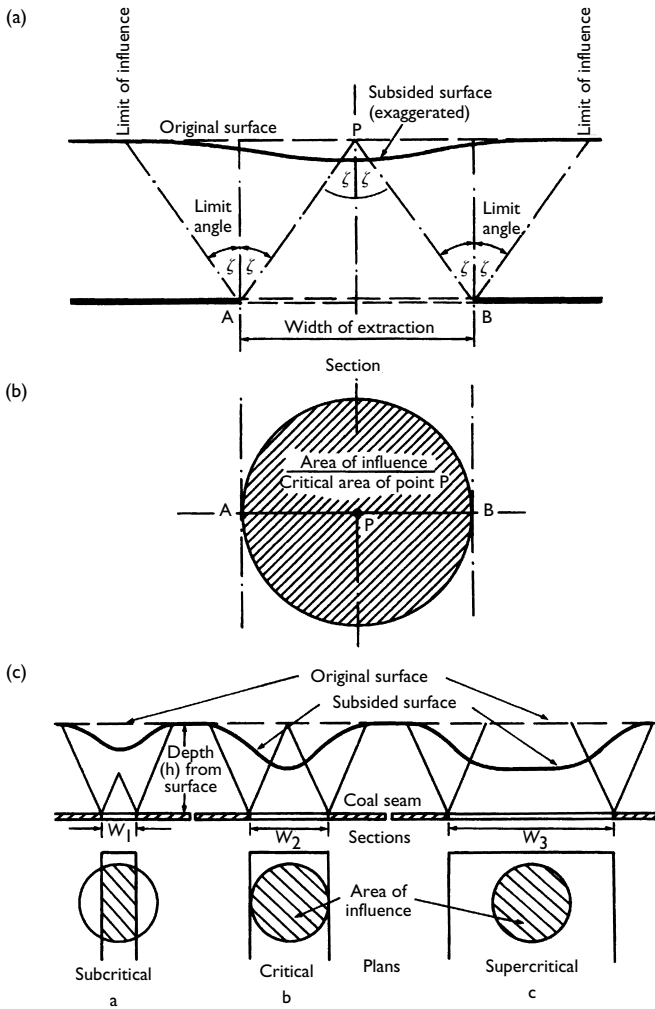 (a)
Limit of influence
Limit of influence
Subsided surface
(exaggerated)
Original surface
P
ζ ζ
Limit
angle
Limit
angle
ζ ζ
ζ ζ
A
B
Width of extraction
Section
(b)
Area of influence
Critical area of point P
A
B
P
(c)
Original surface
Subsided surface
Depth
(h) from
surface
Coal seam
W1
W2
W3
Sections
Area of
influence
Subcritical
Critical
Plans
Supercritical
a
b
c